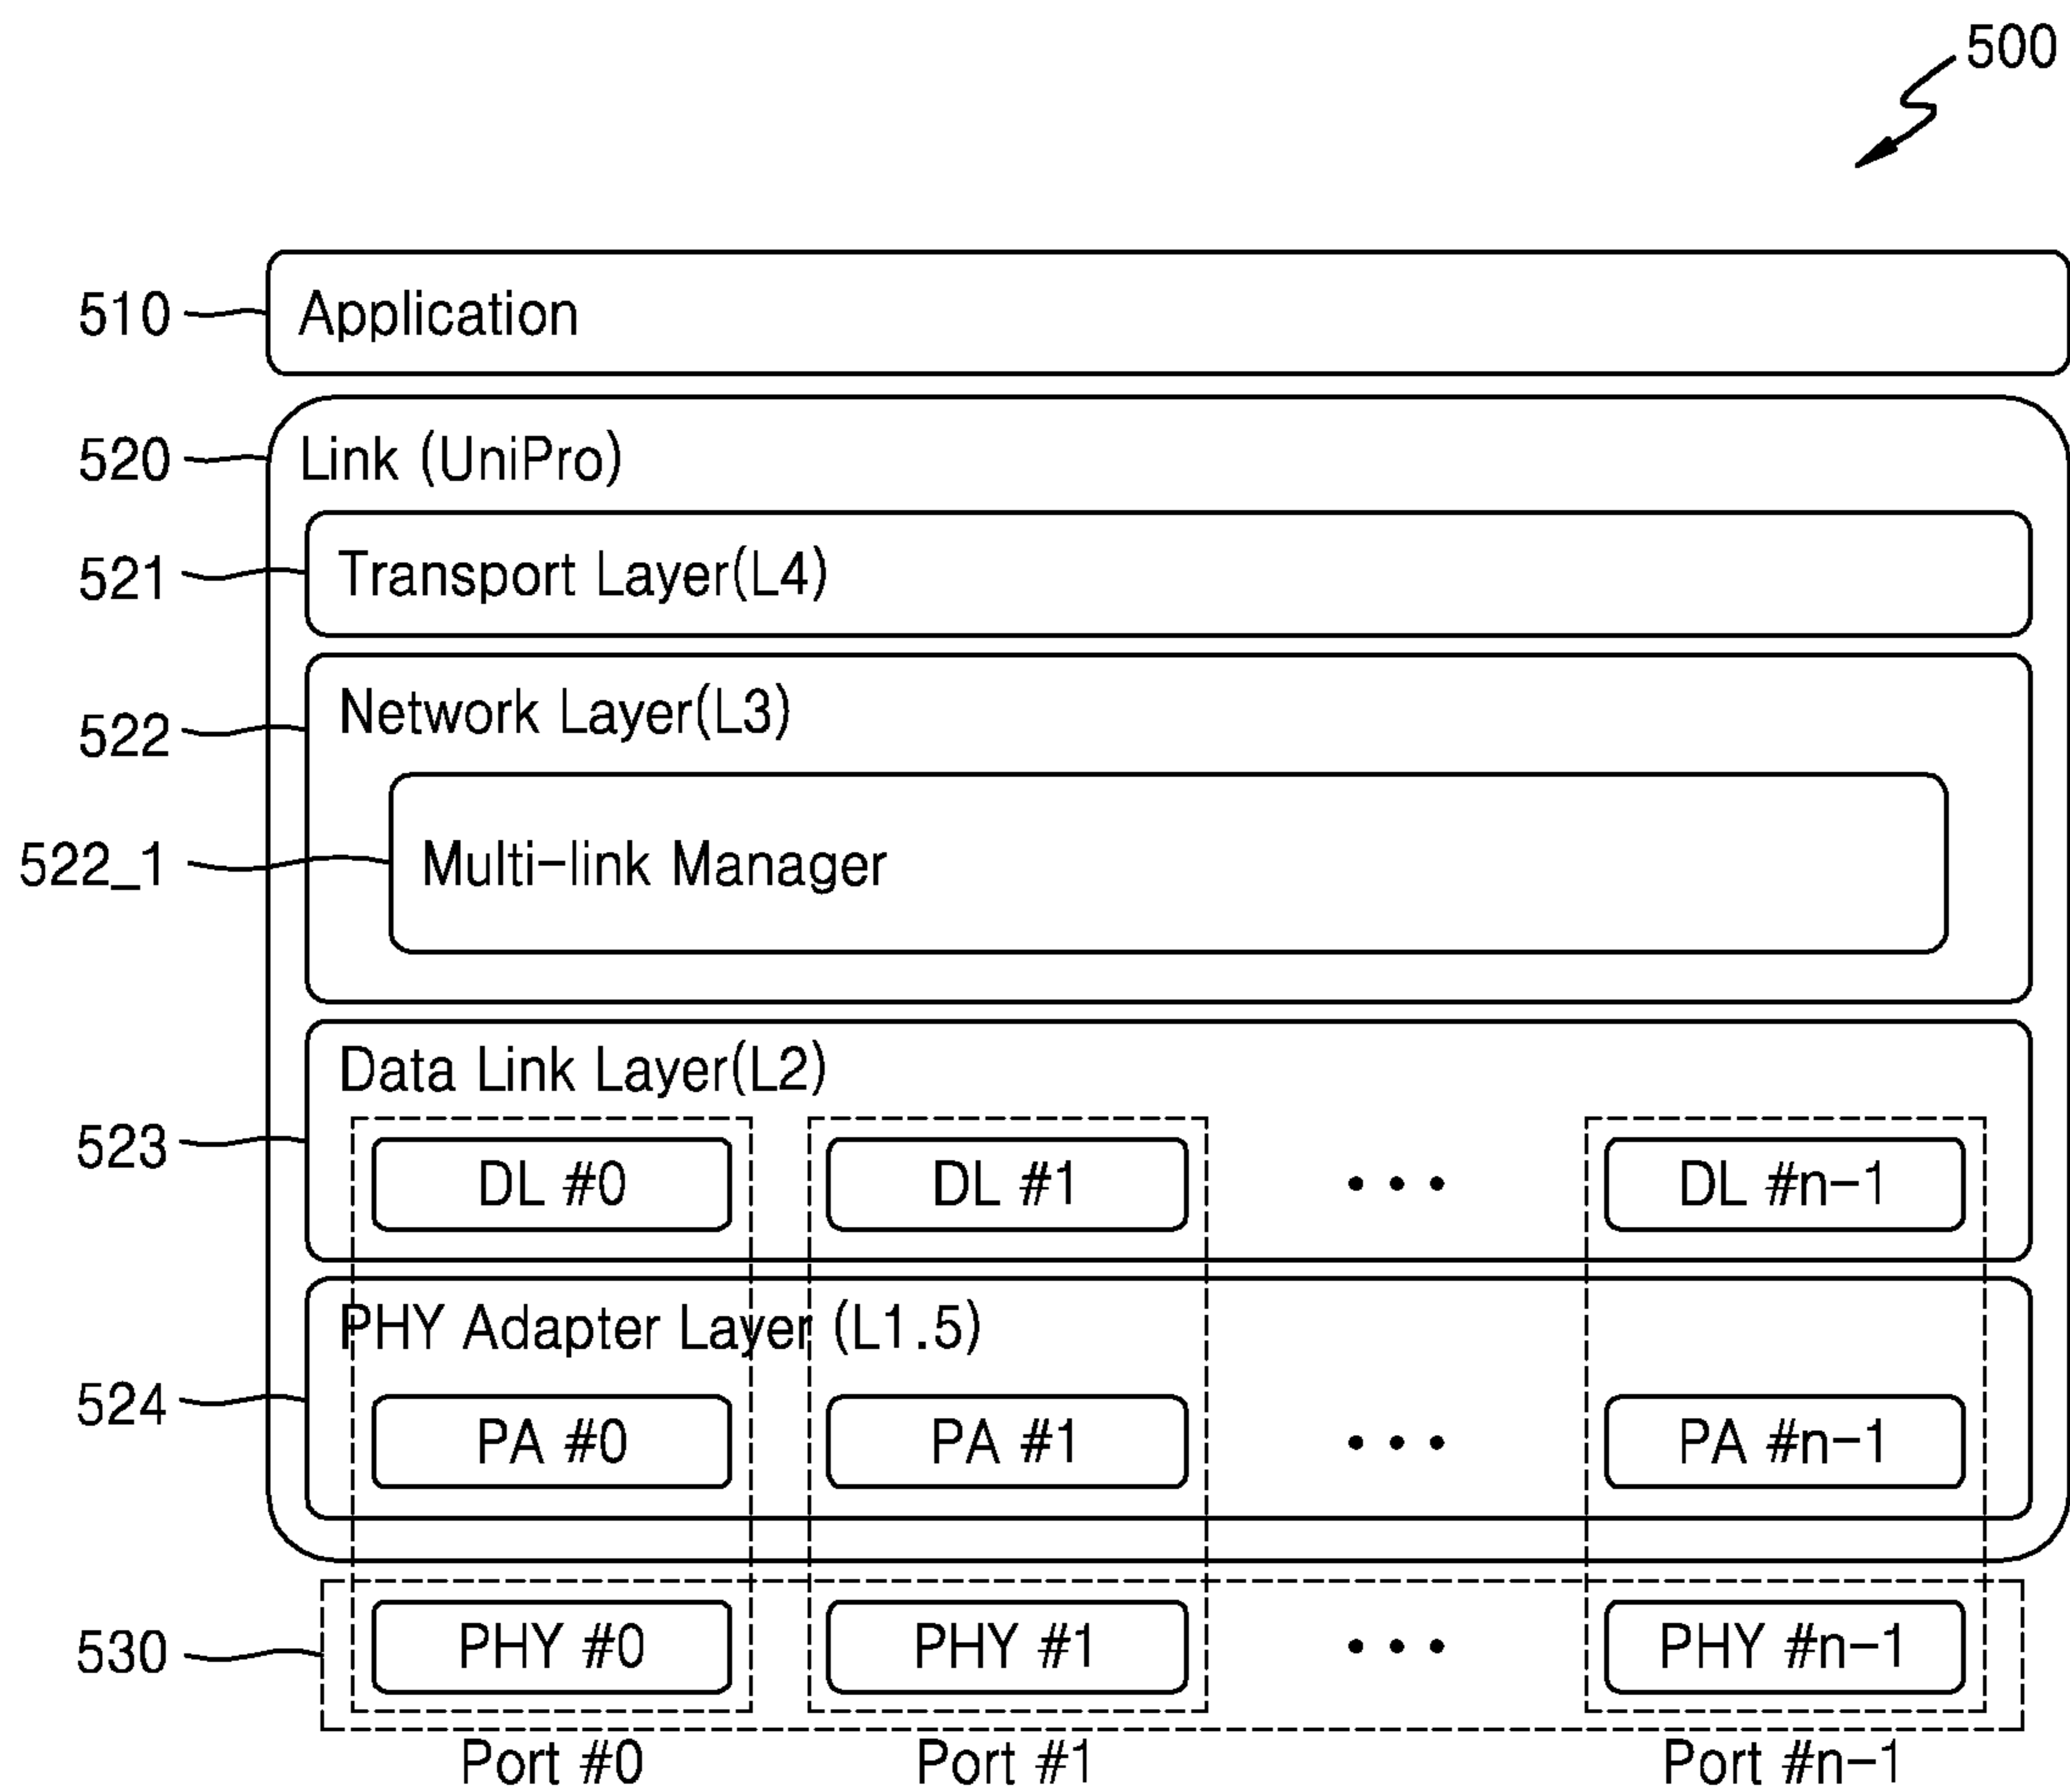 500
510 Application
520 Link (UniPro)
521 Transport Layer(L4)
522 Network Layer(L3)
522_1 Multi-link Manager
Data Link Layer(L2)
523 DL #0 DL #1 • • • DL #n-1
PHY Adapter Layer (L1.5)
524 PA #0 PA #1 • • • PA #n-1
530 PHY #0 PHY #1 • • • PHY #n-1
Port #0 Port #1 Port #n-1